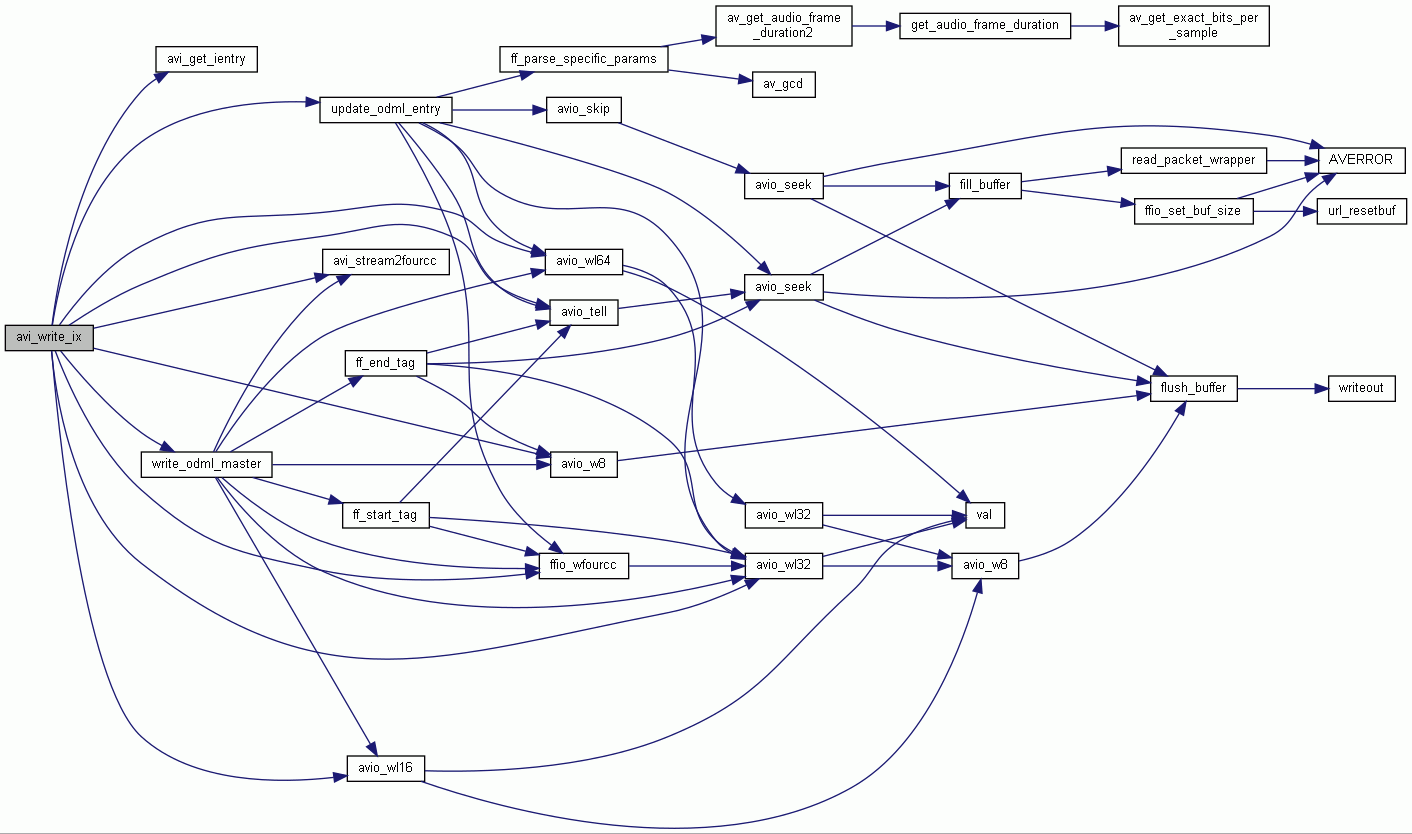 av_get_audio_frame
_duration2
get_audio_frame_duration
av_get_exact_bits_per
_sample
avi_get_ientry
ff_parse_specific_params
av_gcd
update_odml_entry
avio_skip
read_packet_wrapper
AVERROR
avio_seek
fill_buffer
ffio_set_buf_size
url_resetbuf
avi_stream2fourcc
avio_wl64
avio_seek
avio_tell
avi_write_ix
ff_end_tag
flush_buffer
writeout
write_odml_master
avio_w8
ff_start_tag
avio_wl32
val
ffio_wfourcc
avio_wl32
avio_w8
avio_wl16